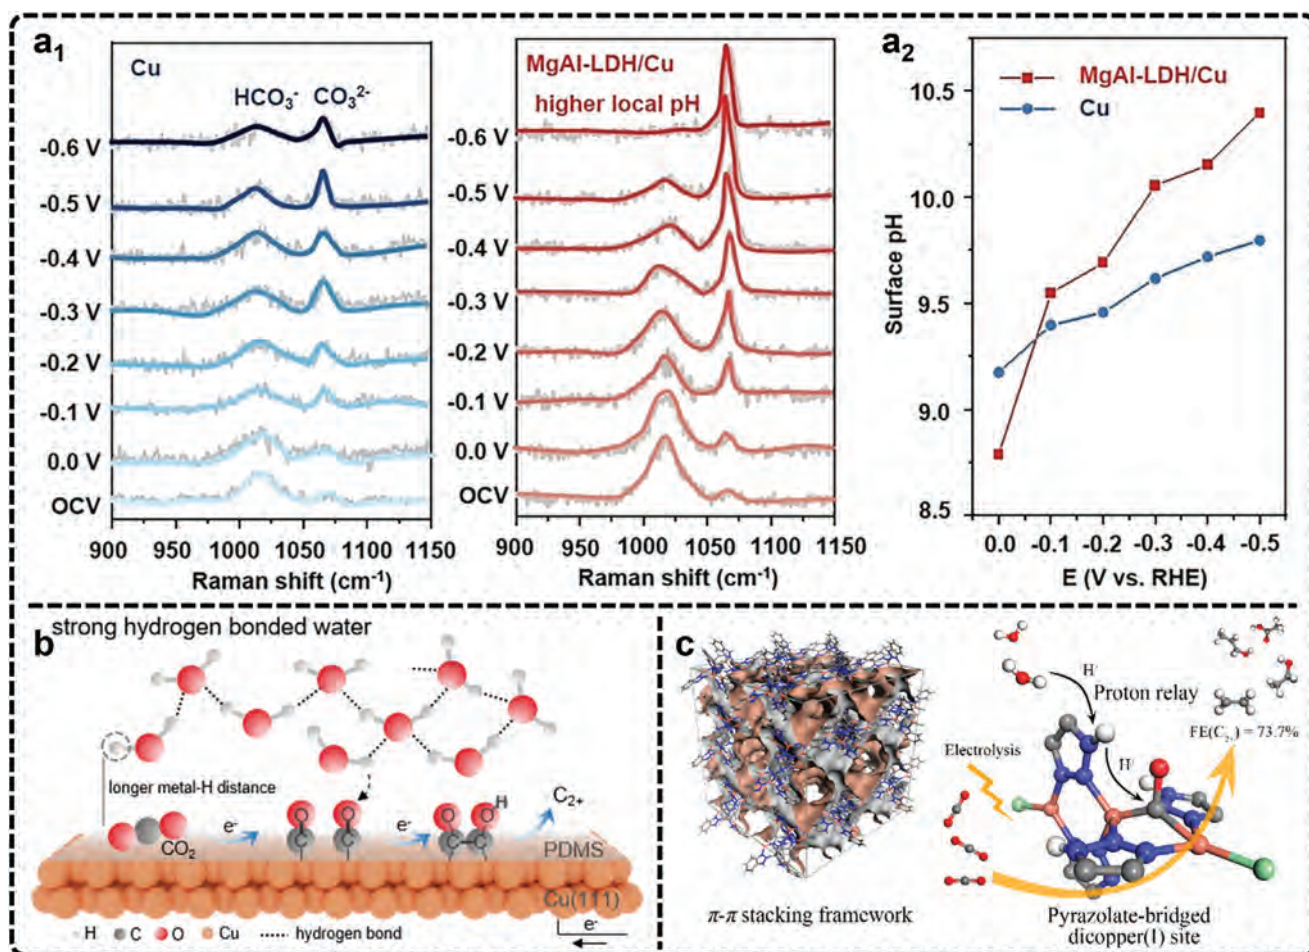 a1
Cu
HCO3-
CO32-
-0.6 V
-0.5 V
-0.4 V
-0.3 V
-0.2 V
-0.1 V
0.0 V
OCV
900
950
1000
1050
1100
1150
Raman shift (cm-1)
MgAl-LDH/Cu
higher local pH
-0.6 V
-0.5 V
-0.4 V
-0.3 V
-0.2 V
-0.1 V
0.0 V
OCV
900
950
1000
1050
1100
1150
Raman shift (cm-1)
a2
MgAl-LDH/Cu
Cu
Surface pH
10.5
10.0
9.5
9.0
8.5
0.0
-0.1
-0.2
-0.3
-0.4
-0.5
E (V vs. RHE)
b
strong hydrogen bonded water
longer metal-H distance
CO2
e-
O
O
C
C
e-
H
O
O
C
C
C2+
PDMS
Cu(111)
e-
H
C
O
Cu
hydrogen bond
c
π-π stacking framework
H+
Proton relay
H+
Electrolysis
FE(C2+) = 73.7%
Pyrazolate-bridged
dicopper(I) site